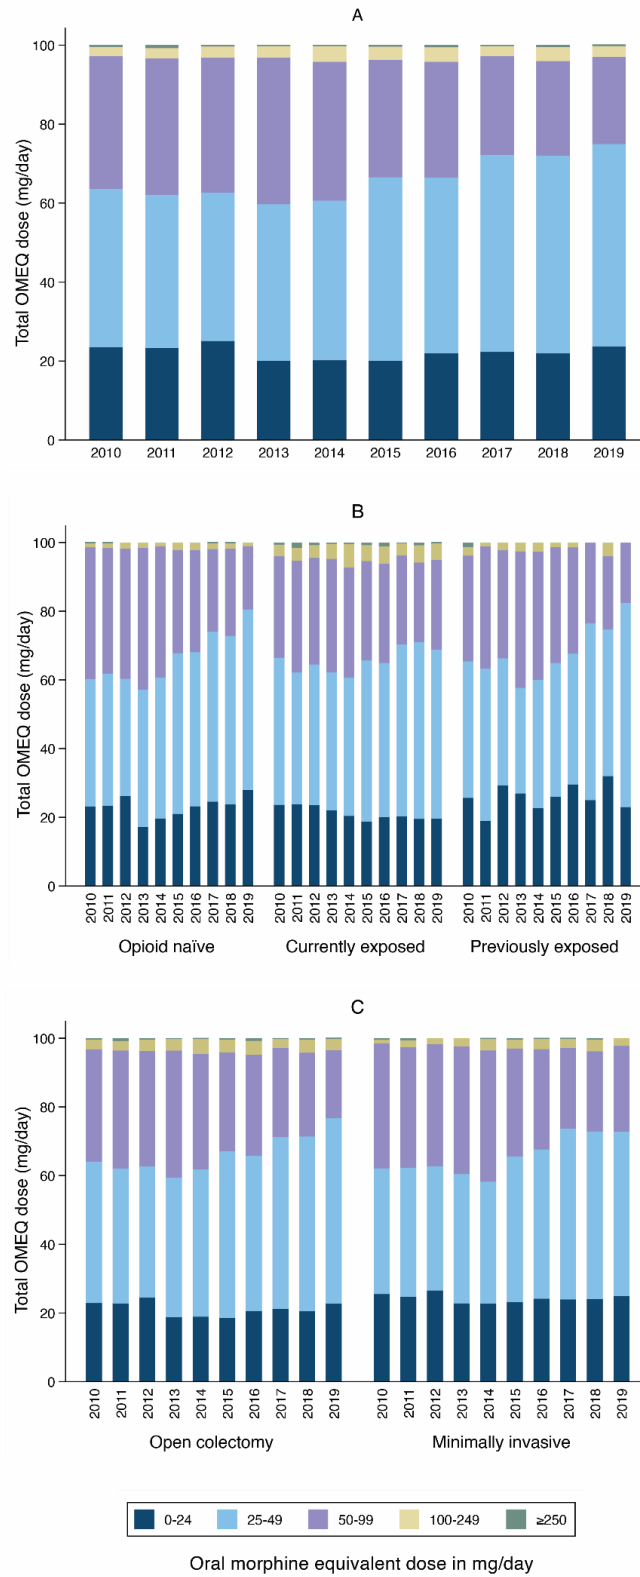 A
Total OMEQ dose (mg/day)
100
80
60
40
20
0
2010 2011 2012 2013 2014 2015 2016 2017 2018 2019
B
Total OMEQ dose (mg/day)
100
80
60
40
20
0
2010 2011 2012 2013 2014 2015 2016 2017 2018 2019 2010 2011 2012 2013 2014 2015 2016 2017 2018 2019 2010 2011 2012 2013 2014 2015 2016 2017 2018 2019
Opioid naïve Currently exposed Previously exposed
C
Total OMEQ dose (mg/day)
100
80
60
40
20
0
2010 2011 2012 2013 2014 2015 2016 2017 2018 2019 2010 2011 2012 2013 2014 2015 2016 2017 2018 2019
Open colectomy Minimally invasive
0-24 25-49 50-99 100-249 ≥250
Oral morphine equivalent dose in mg/day